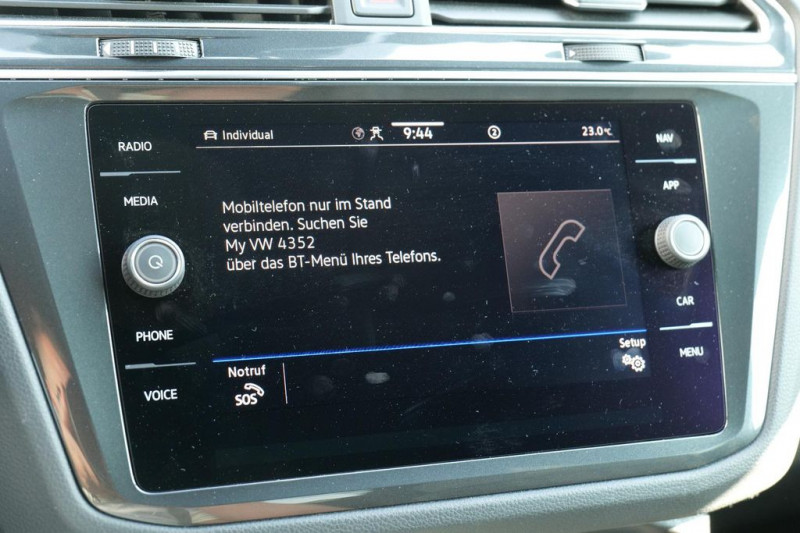 Individual 9:44 2 23.0°C
RADIO
MEDIA
PHONE
VOICE
Mobiltelefon nur im Stand
verbinden. Suchen Sie
My VW 4352
über das BT-Menü Ihres Telefons.
Notruf
SOS
Setup
NAV
APP
CAR
MENU